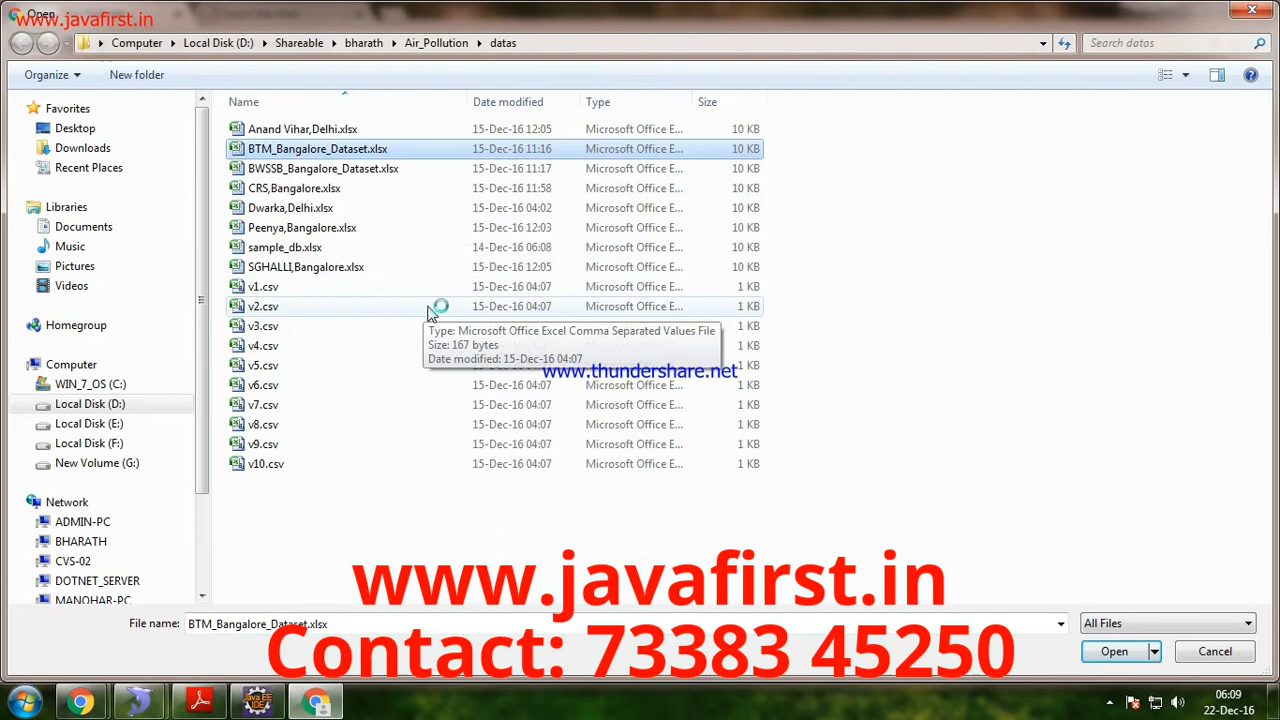 Open
www.javafirst.in
Computer Local Disk (D:) Shareable bharath Air_Pollution datas
Search datas
Organize New folder
Favorites
Desktop
Downloads
Recent Places
Libraries
Documents
Music
Pictures
Videos
Homegroup
Computer
WIN_7_OS (C:)
Local Disk (D:)
Local Disk (E:)
Local Disk (F:)
New Volume (G:)
Network
ADMIN-PC
BHARATH
CVS-02
DOTNET_SERVER
MANOHAR-PC
Name Date modified Type Size
Anand Vihar,Delhi.xlsx 15-Dec-16 12:05 Microsoft Office E... 10 KB
BTM_Bangalore_Dataset.xlsx 15-Dec-16 11:16 Microsoft Office E... 10 KB
BWSSB_Bangalore_Dataset.xlsx 15-Dec-16 11:17 Microsoft Office E... 10 KB
CRS,Bangalore.xlsx 15-Dec-16 11:58 Microsoft Office E... 10 KB
Dwarka,Delhi.xlsx 15-Dec-16 04:02 Microsoft Office E... 10 KB
Peenya,Bangalore.xlsx 15-Dec-16 12:03 Microsoft Office E... 10 KB
sample_db.xlsx 14-Dec-16 06:08 Microsoft Office E... 10 KB
SGHALLI,Bangalore.xlsx 15-Dec-16 12:05 Microsoft Office E... 10 KB
v1.csv 15-Dec-16 04:07 Microsoft Office E... 1 KB
v2.csv 15-Dec-16 04:07 Microsoft Office E... 1 KB
v3.csv 1 KB
v4.csv 1 KB
v5.csv 1 KB
v6.csv 15-Dec-16 04:07 Microsoft Office E... 1 KB
v7.csv 15-Dec-16 04:07 Microsoft Office E... 1 KB
v8.csv 15-Dec-16 04:07 Microsoft Office E... 1 KB
v9.csv 15-Dec-16 04:07 Microsoft Office E... 1 KB
v10.csv 15-Dec-16 04:07 Microsoft Office E... 1 KB
Type: Microsoft Office Excel Comma Separated Values File
Size: 167 bytes
Date modified: 15-Dec-16 04:07
www.thundershare.net
www.javafirst.in
File name: BTM_Bangalore_Dataset.xlsx All Files
Contact: 73383 45250
Open Cancel
Java EE
IDE
06:09
22-Dec-16